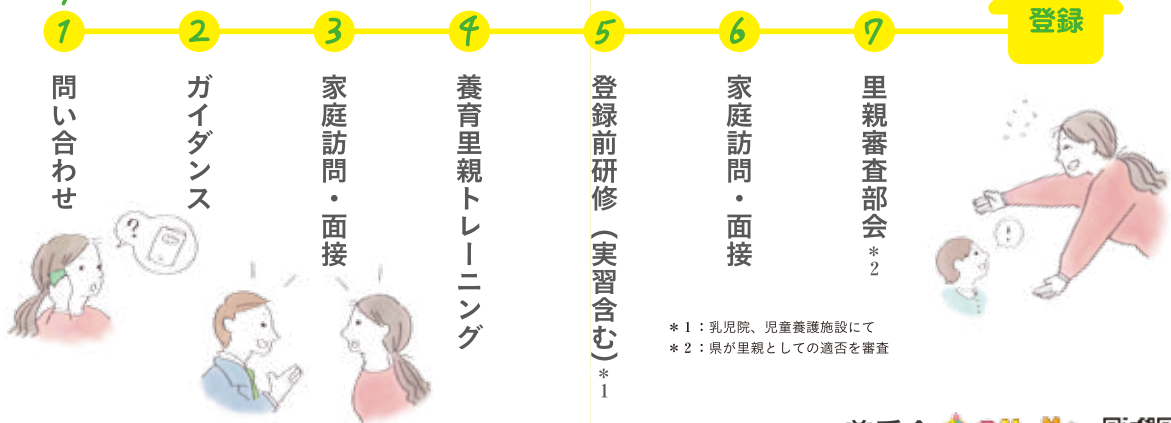 1
問い合わせ
2
ガイダンス
3
家庭訪問・面接
4
養育里親トレーニング
5
登録前研修(実習含む)*1
6
家庭訪問・面接
7
里親審査部会*2
登録
?
*1:乳児院、児童養護施設にて
*2:県が里親としての適否を審査